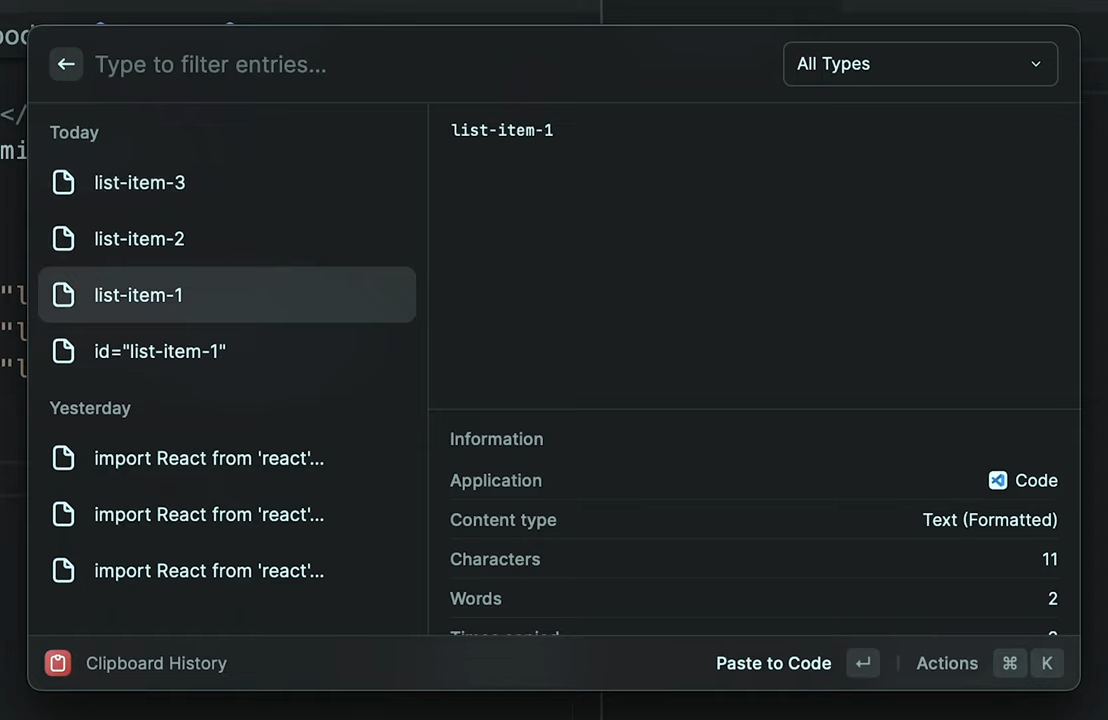 Type to filter entries...
All Types
Today
list-item-3
list-item-2
list-item-1
id="list-item-1"
Yesterday
import React from 'react'...
import React from 'react'...
import React from 'react'...
list-item-1
Information
Application Code
Content type Text (Formatted)
Characters 11
Words 2
Clipboard History
Paste to Code
Actions ⌘ K